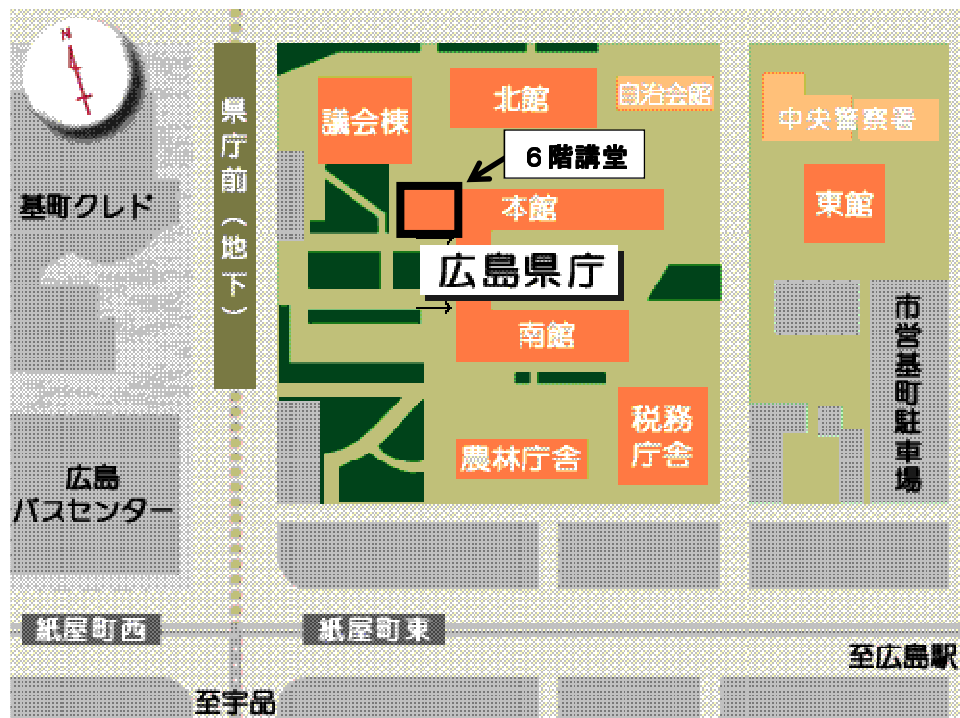 N
議会棟
北館
自治会館
中央警察署
県庁前（地下）
６階講堂
基町クレド
本館
東館
広島県庁
南館
市営基町駐車場
税務
庁舎
農林庁舎
広島
バスセンター
紙屋町西
紙屋町東
至広島駅
至宇品